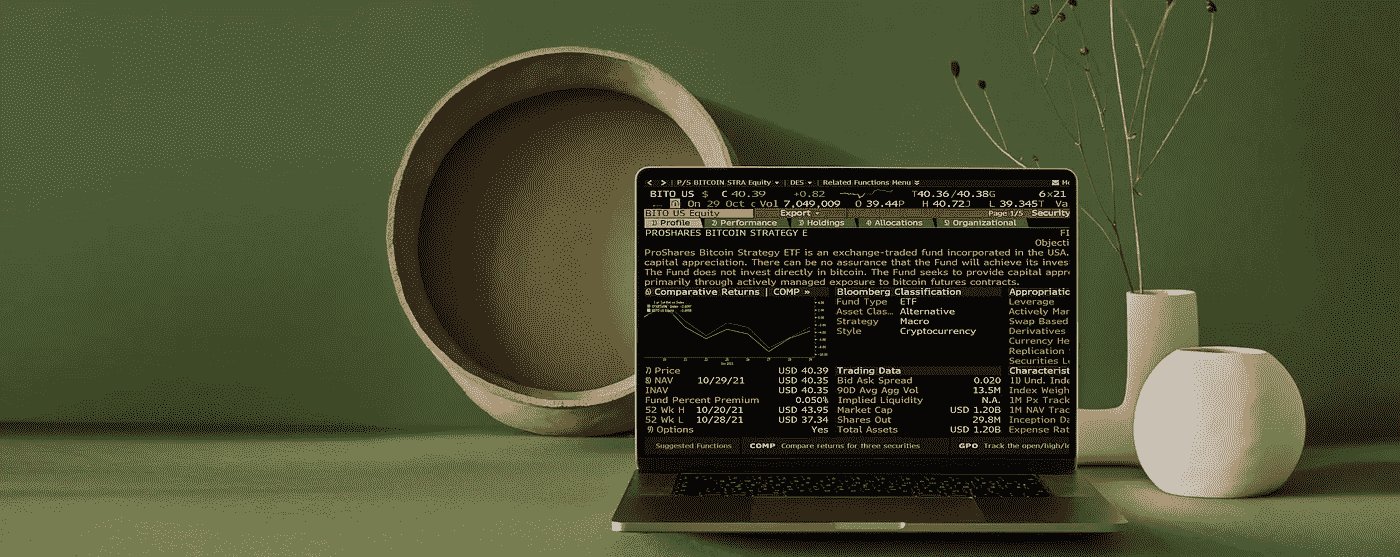 < > | P/S BITCOIN STRA Equity | DES | Related Functions Menu
BITO US $ C 40.39 +0.82 T40.36/40.38G 6×21
On 29 Oct Vol 7,049,009 O 39.44P H 40.72J L 39.345T Va
BITO US Equity Export Page 1/5 Security
1) Profile 2) Performance 3) Holdings 4) Allocations 5) Organizational
PROSHARES BITCOIN STRATEGY E FI
Objecti
ProShares Bitcoin Strategy ETF is an exchange-traded fund incorporated in the USA.
capital appreciation. There can be no assurance that the Fund will achieve its inves
The Fund does not invest directly in bitcoin. The Fund seeks to provide capital appre
primarily through actively managed exposure to bitcoin futures contracts.
6) Comparative Returns | COMP » Bloomberg Classification Appropriatio
Fund Type ETF Leverage
Asset Clas... Alternative Actively Man
Strategy Macro Swap Based
Style Cryptocurrency Derivatives
Currency He
Replication
Securities L
7) Price USD 40.39 Trading Data Characterist
8) NAV 10/29/21 USD 40.35 Bid Ask Spread 0.020 11) Und. Inde
INAV USD 40.35 90D Avg Agg Vol 13.5M Index Weigh
Fund Percent Premium 0.050% Implied Liquidity N.A. 1M Px Track
52 Wk H 10/20/21 USD 43.95 Market Cap USD 1.20B 1M NAV Trac
52 Wk L 10/28/21 USD 37.34 Shares Out 29.8M Inception Da
9) Options Yes Total Assets USD 1.20B Expense Rat
Suggested Functions COMP Compare returns for three securities GPO Track the open/high/l